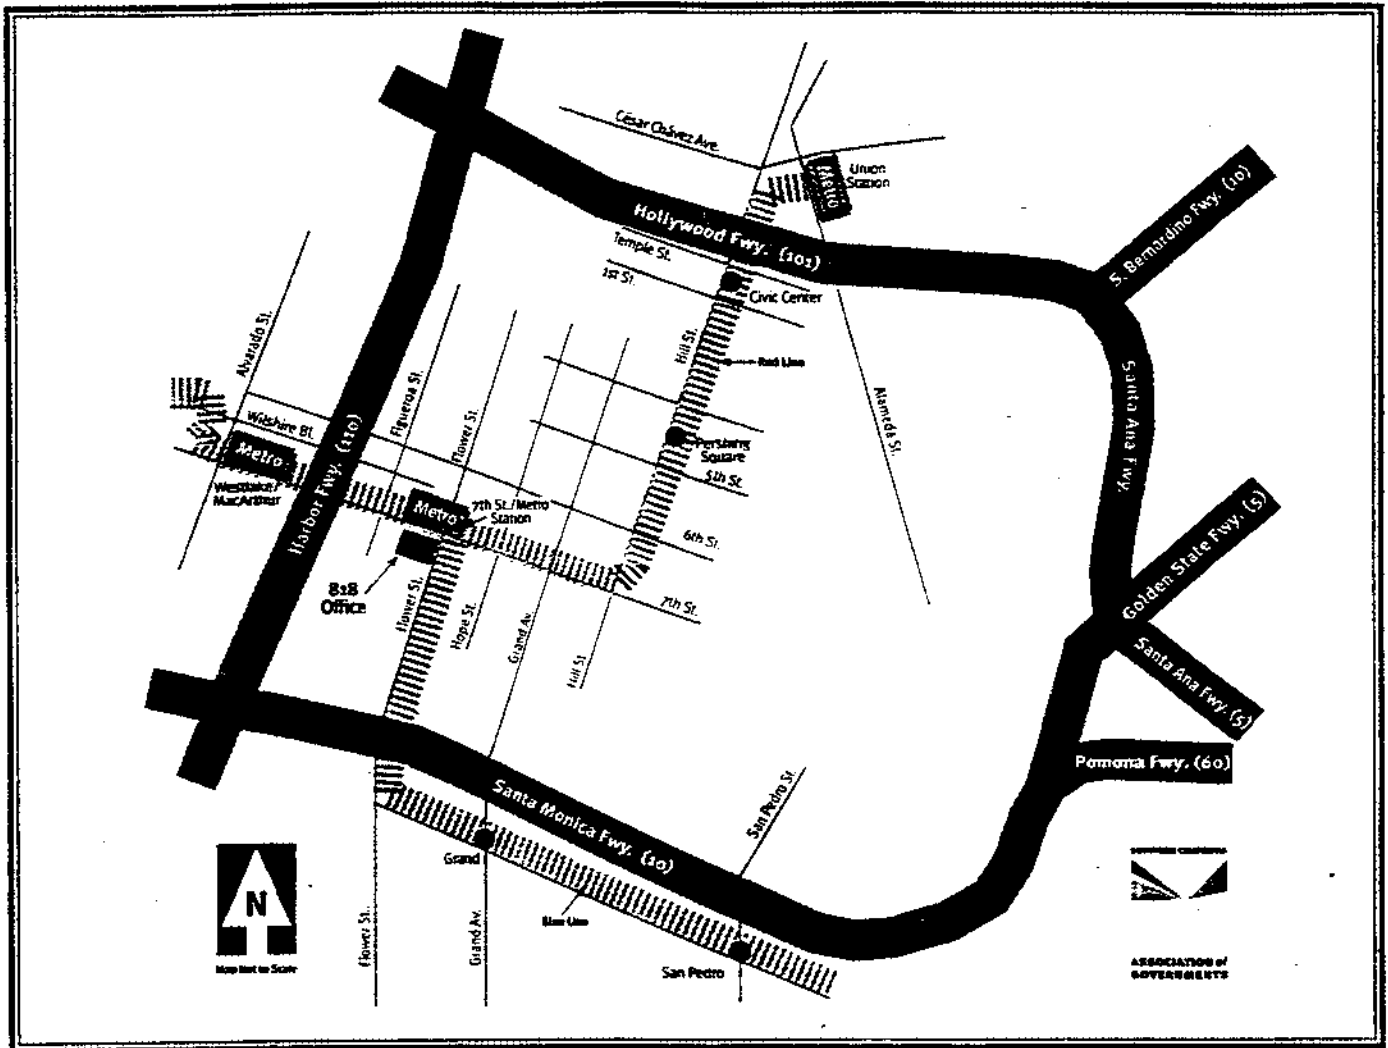 César Chávez Ave.
Union
Station
Metro
S. Bernardino Fwy. (10)
Hollywood Fwy. (101)
Temple St.
1st St.
Civic Center
Hill St.
Red Line
Alvarado St.
Figueroa St.
Flower St.
Alameda St.
Santa Ana Fwy.
Wilshire Bl.
Metro
Westlake/
MacArthur
Harbor Fwy. (110)
Pershing
Square
5th St.
Metro
7th St./Metro
Station
6th St.
Golden State Fwy. (5)
818
Office
Flower St.
Hope St.
Grand Av.
Hill St.
7th St.
Santa Ana Fwy. (5)
Pomona Fwy. (60)
Santa Monica Fwy. (10)
San Pedro St.
Grand
Blue Line
N
Map Not to Scale
Flower St.
Grand Av.
San Pedro
ASSOCIATION of
GOVERNMENTS